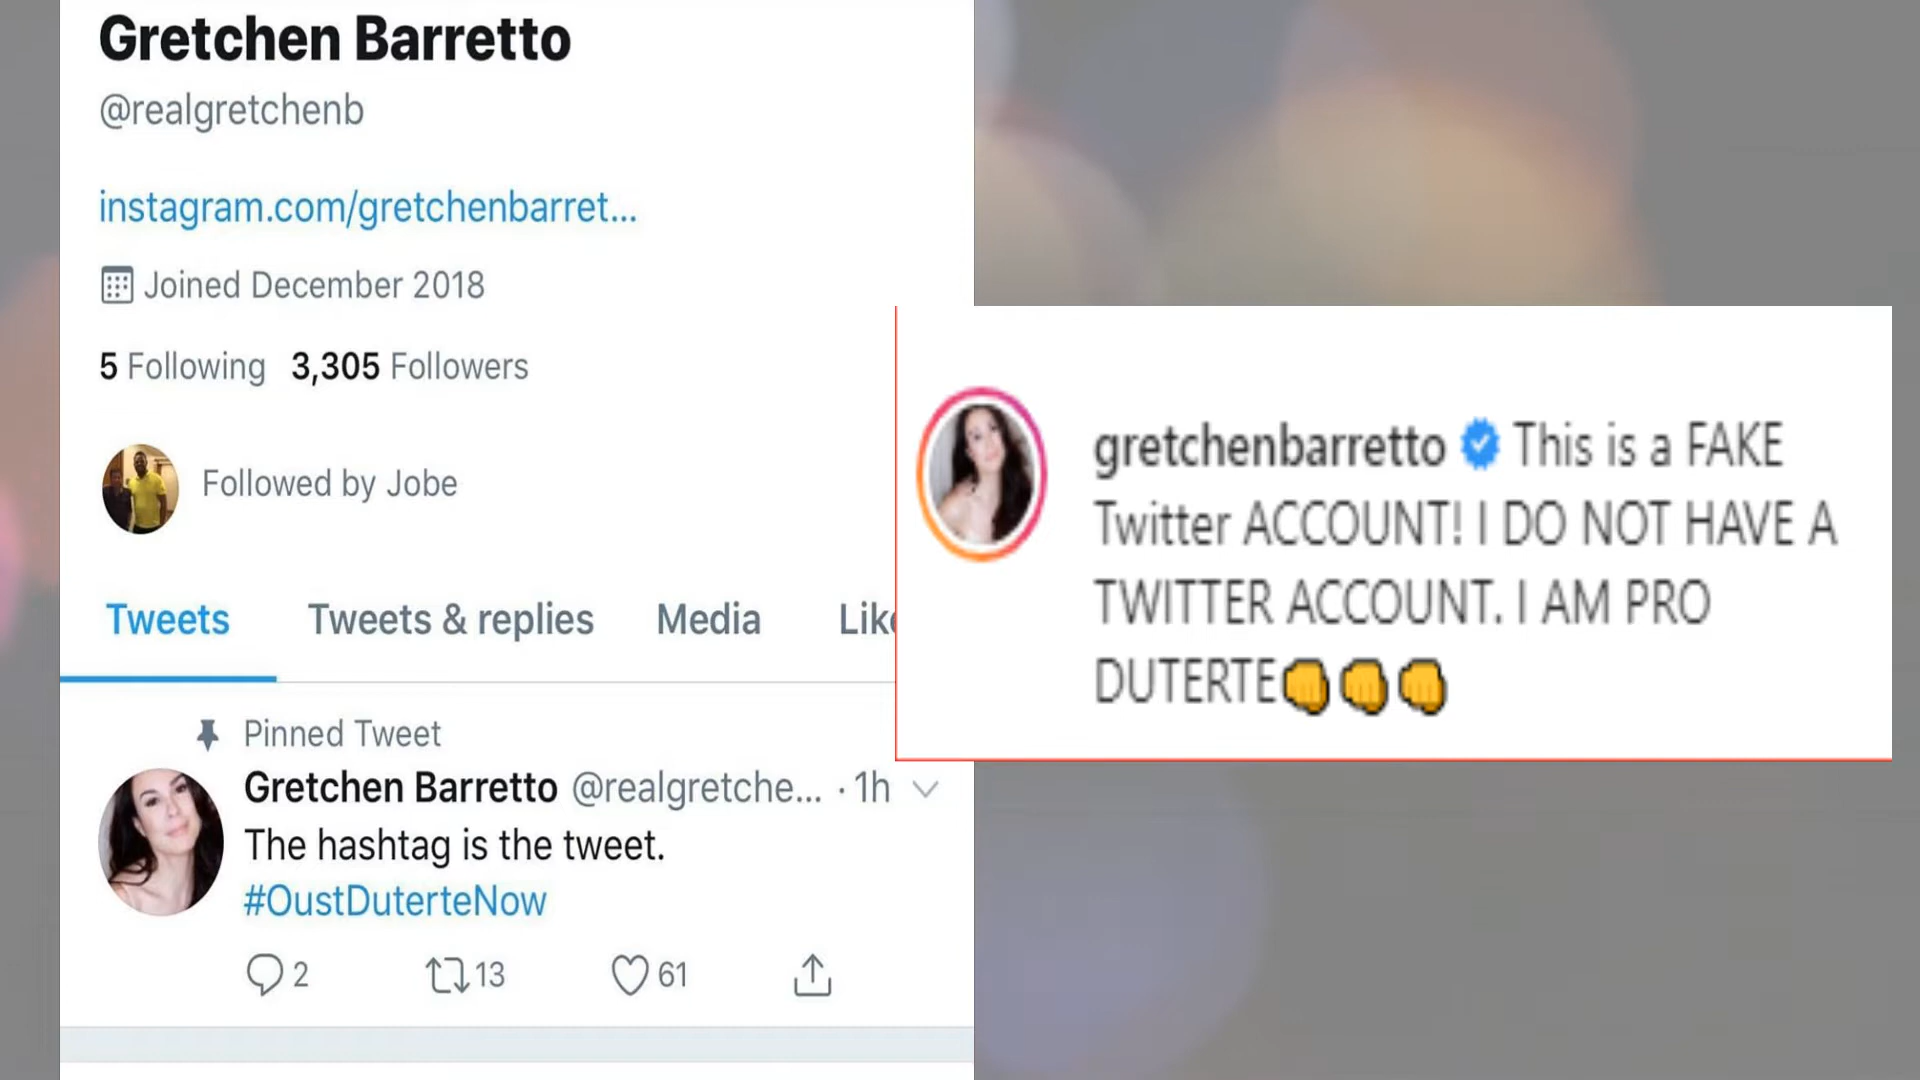 Gretchen Barretto
@realgretchenb
instagram.com/gretchenbarret...
Joined December 2018
5 Following 3,305 Followers
Followed by Jobe
Tweets Tweets & replies Media Like
Pinned Tweet
Gretchen Barretto @realgretche... · 1h
The hashtag is the tweet.
#OustDuterteNow
2 13 61
gretchenbarretto This is a FAKE
Twitter ACCOUNT! I DO NOT HAVE A
TWITTER ACCOUNT. I AM PRO
DUTERTE👊👊👊